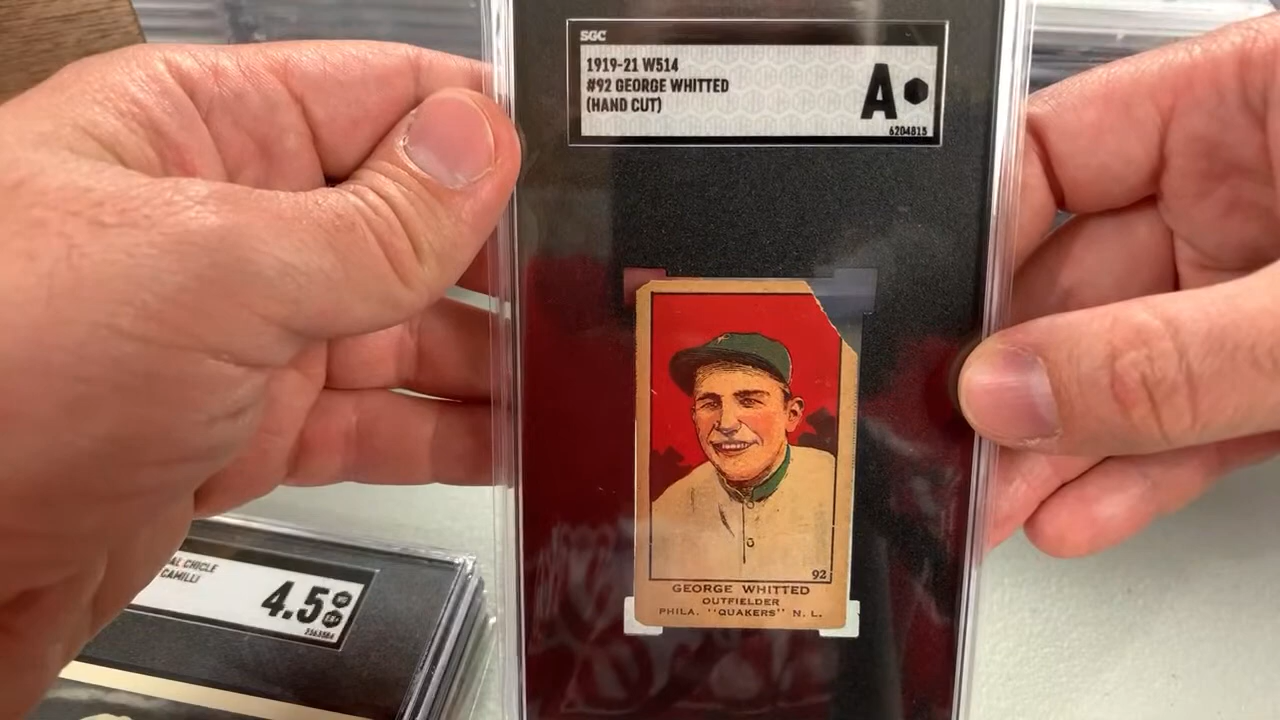 SGC
1919-21 W514
#92 GEORGE WHITTED
(HAND CUT)
A
6204815
92
GEORGE WHITTED
OUTFIELDER
PHILA. "QUAKERS" N. L.
AL CHICLE
CAMILLI
4.5